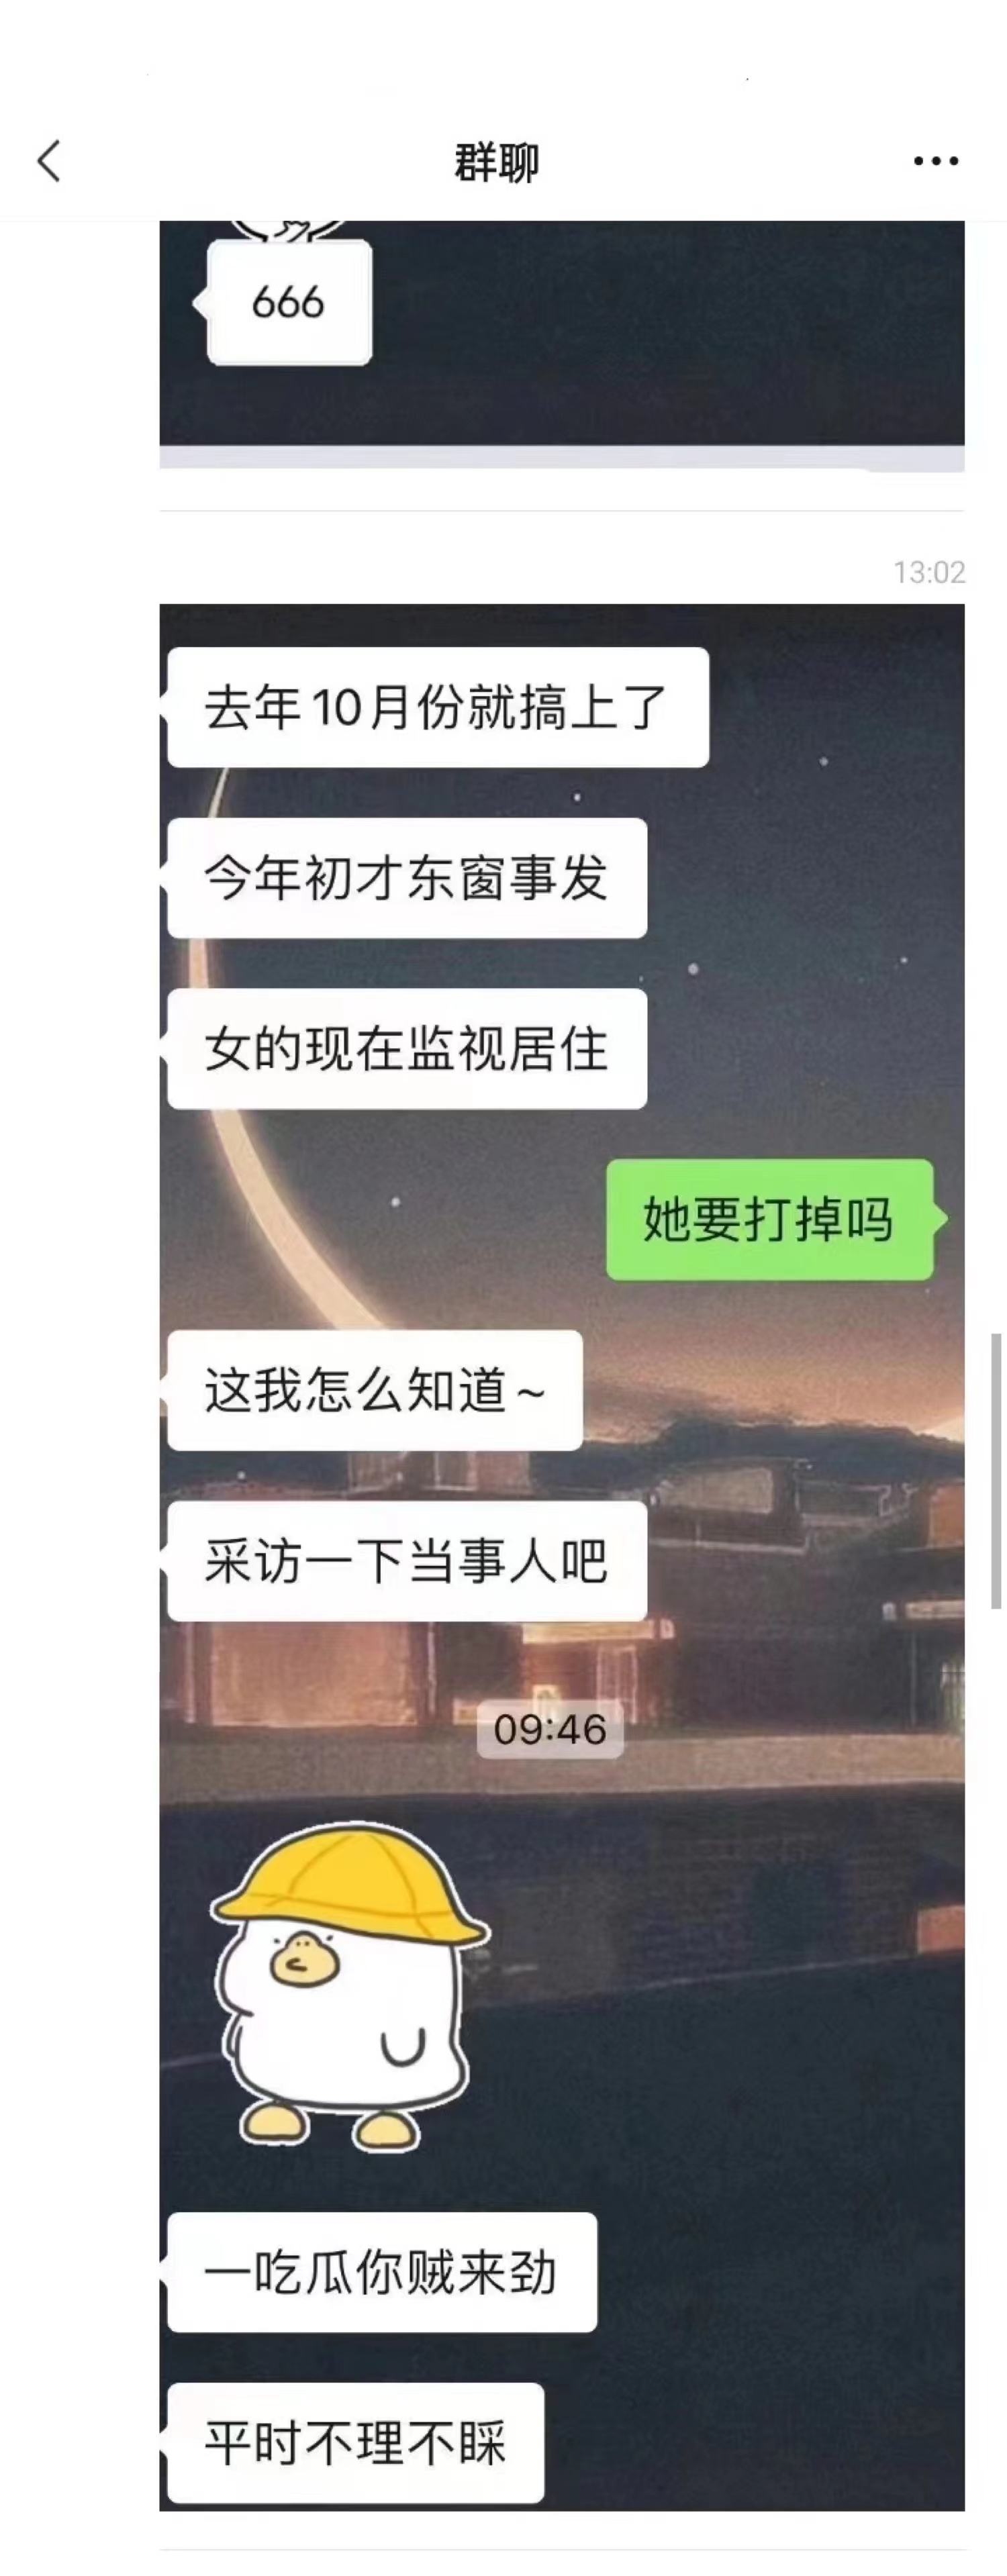 群聊
666
13:02
去年10月份就搞上了
今年初才东窗事发
女的现在监视居住
她要打掉吗
这我怎么知道~
采访一下当事人吧
09:46
一吃瓜你贼来劲
平时不理不睬